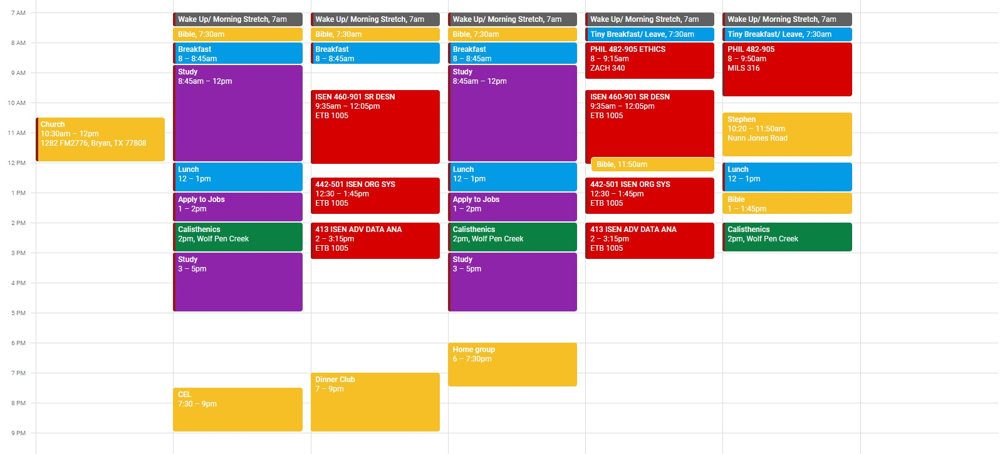 7 AM
8 AM
9 AM
10 AM
11 AM
12 PM
1 PM
2 PM
3 PM
4 PM
5 PM
6 PM
7 PM
8 PM
9 PM
Church
10:30am – 12pm
1282 FM2776, Bryan, TX 77808
Wake Up/ Morning Stretch, 7am
Bible, 7:30am
Breakfast
8 – 8:45am
Study
8:45am – 12pm
Lunch
12 – 1pm
Apply to Jobs
1 – 2pm
Calisthenics
2pm, Wolf Pen Creek
Study
3 – 5pm
CEL
7:30 – 9pm
Wake Up/ Morning Stretch, 7am
Bible, 7:30am
Breakfast
8 – 8:45am
ISEN 460-901 SR DESN
9:35am – 12:05pm
ETB 1005
442-501 ISEN ORG SYS
12:30 – 1:45pm
ETB 1005
413 ISEN ADV DATA ANA
2 – 3:15pm
ETB 1005
Dinner Club
7 – 9pm
Wake Up/ Morning Stretch, 7am
Bible, 7:30am
Breakfast
8 – 8:45am
Study
8:45am – 12pm
Lunch
12 – 1pm
Apply to Jobs
1 – 2pm
Calisthenics
2pm, Wolf Pen Creek
Study
3 – 5pm
Home group
6 – 7:30pm
Wake Up/ Morning Stretch, 7am
Tiny Breakfast/ Leave, 7:30am
PHIL 482-905 ETHICS
8 – 9:15am
ZACH 340
ISEN 460-901 SR DESN
9:35am – 12:05pm
ETB 1005
Bible, 11:50am
442-501 ISEN ORG SYS
12:30 – 1:45pm
ETB 1005
413 ISEN ADV DATA ANA
2 – 3:15pm
ETB 1005
Wake Up/ Morning Stretch, 7am
Tiny Breakfast/ Leave, 7:30am
PHIL 482-905
8 – 9:50am
MILS 316
Stephen
10:20 – 11:50am
Nunn Jones Road
Lunch
12 – 1pm
Bible
1 – 1:45pm
Calisthenics
2pm, Wolf Pen Creek